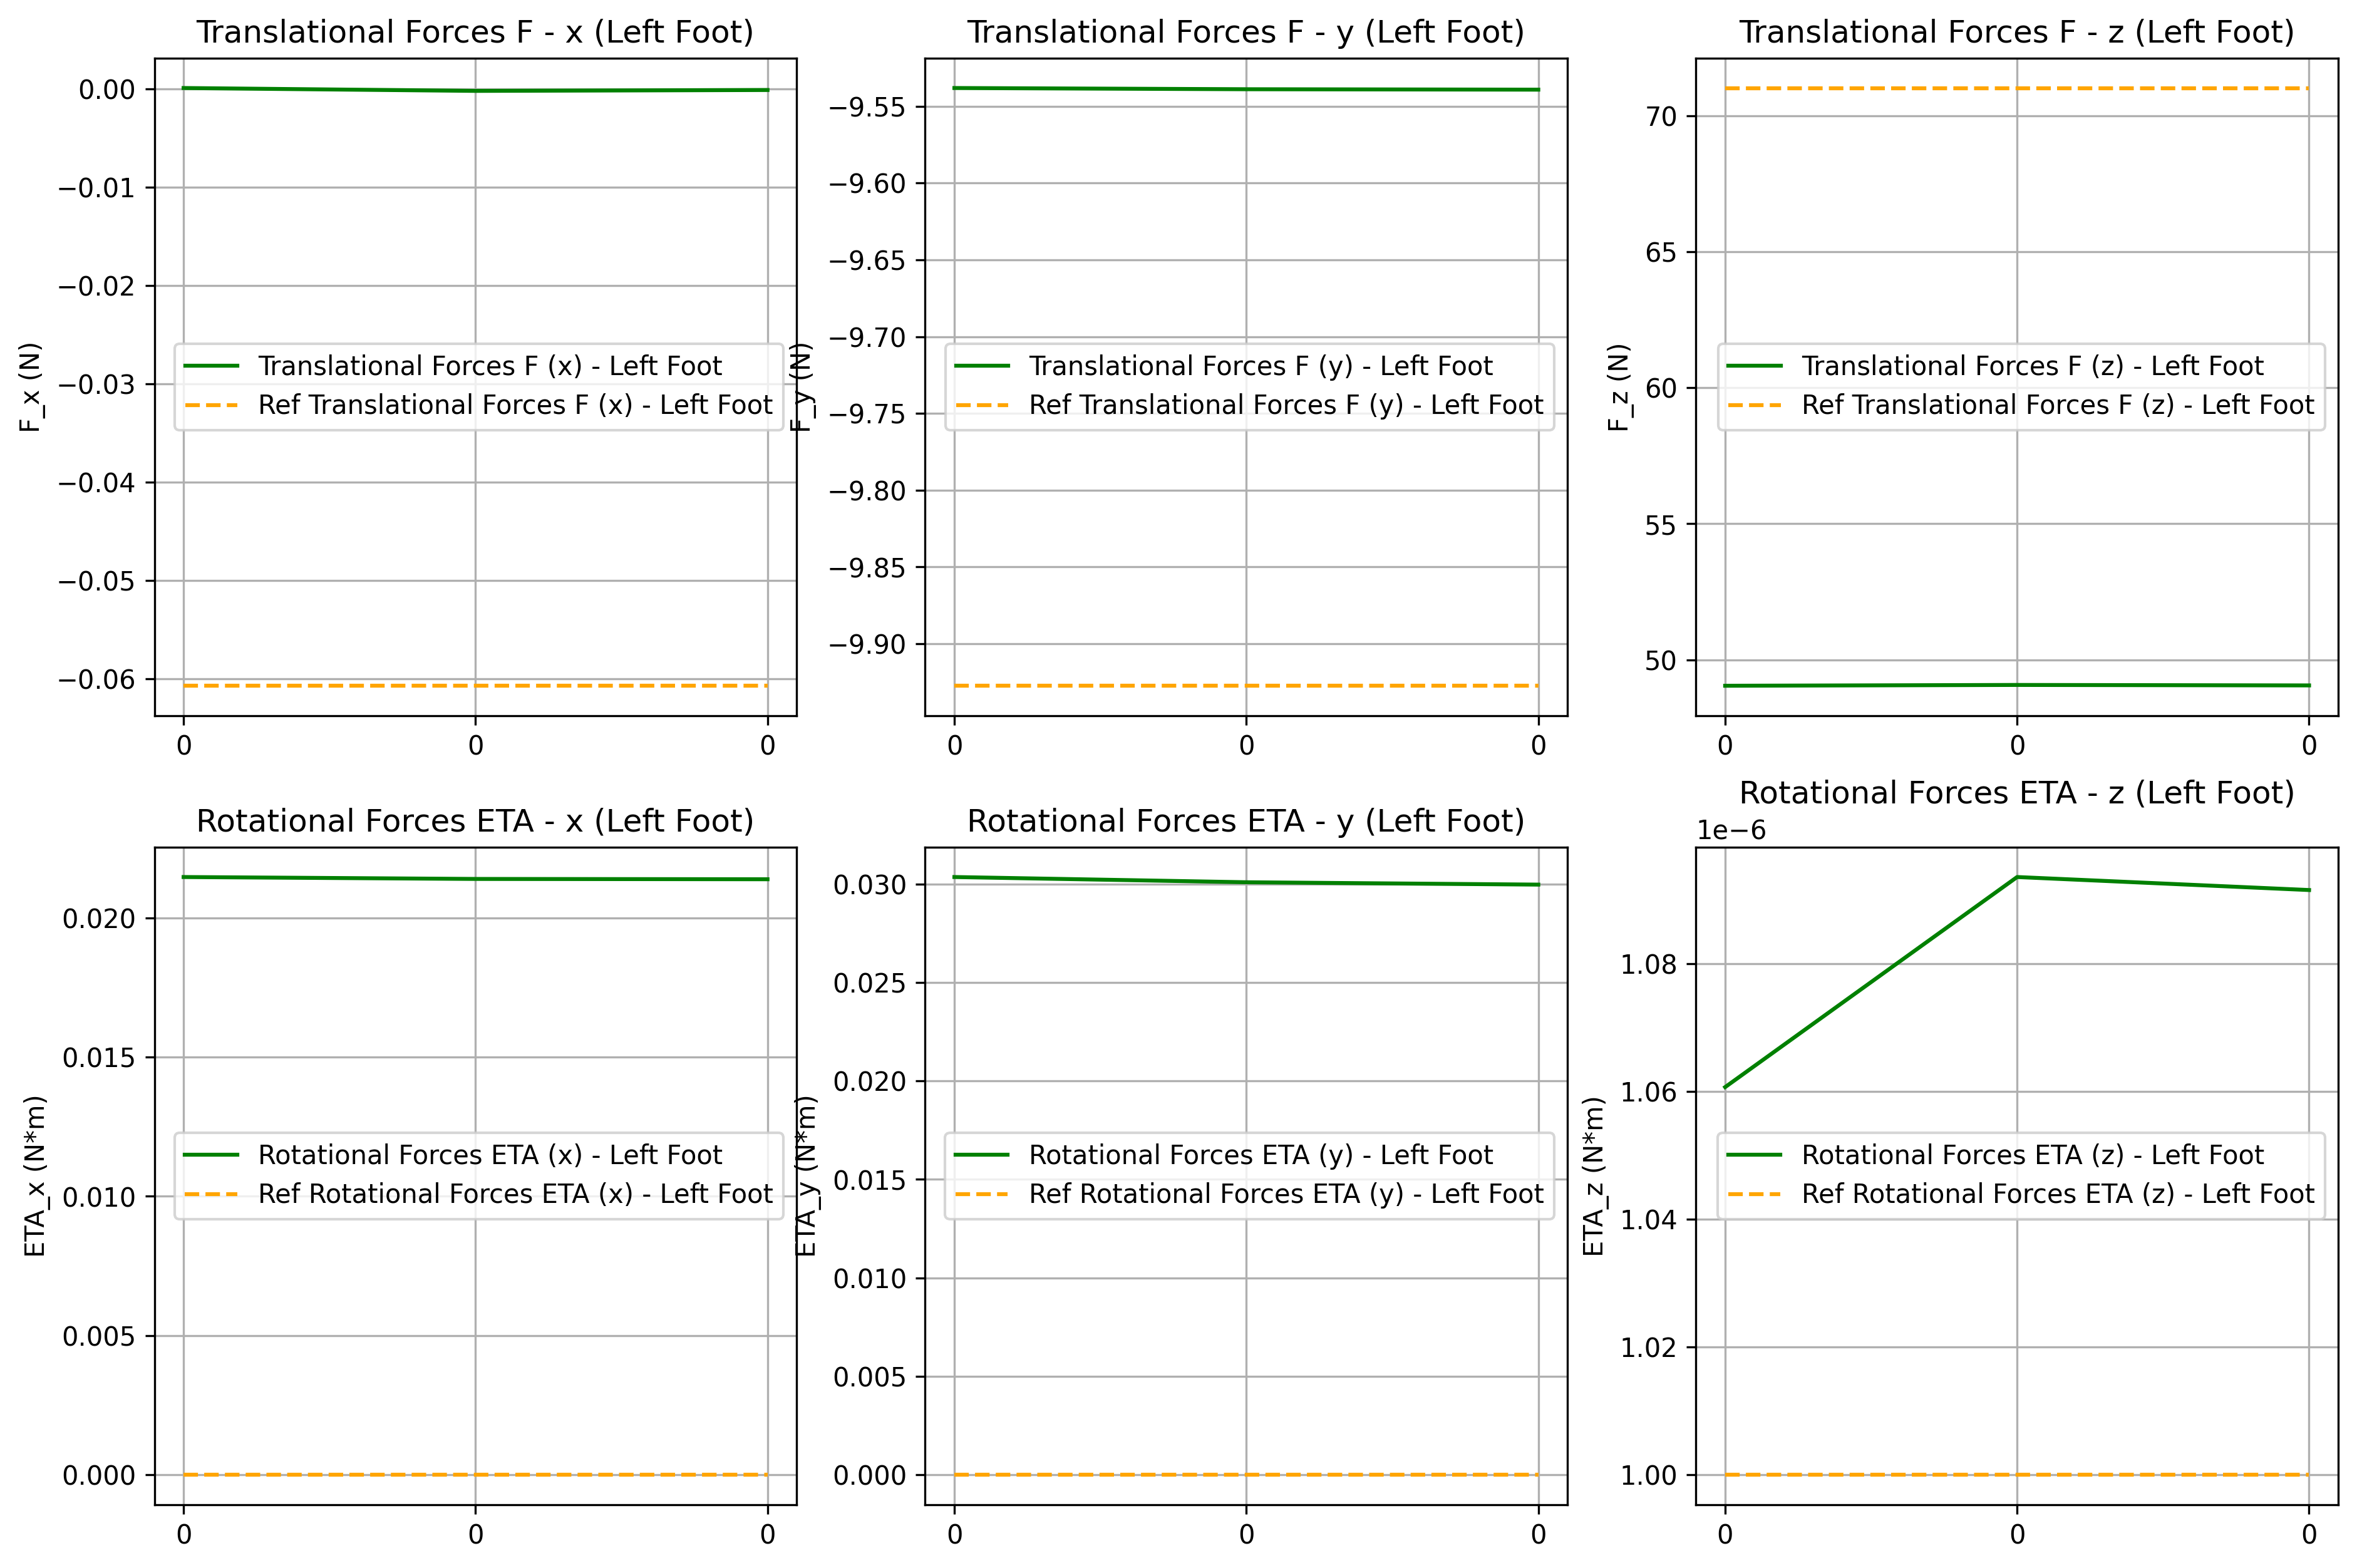 Translational Forces F - x (Left Foot)
0.00
−0.01
−0.02
−0.03
−0.04
−0.05
−0.06
F_x (N)
Translational Forces F (x) - Left Foot
Ref Translational Forces F (x) - Left Foot
0 0 0
Translational Forces F - y (Left Foot)
−9.55
−9.60
−9.65
−9.70
−9.75
−9.80
−9.85
−9.90
F_y (N)
Translational Forces F (y) - Left Foot
Ref Translational Forces F (y) - Left Foot
0 0 0
Translational Forces F - z (Left Foot)
70
65
60
55
50
F_z (N)
Translational Forces F (z) - Left Foot
Ref Translational Forces F (z) - Left Foot
0 0 0
Rotational Forces ETA - x (Left Foot)
0.020
0.015
0.010
0.005
0.000
ETA_x (N*m)
Rotational Forces ETA (x) - Left Foot
Ref Rotational Forces ETA (x) - Left Foot
0 0 0
Rotational Forces ETA - y (Left Foot)
0.030
0.025
0.020
0.015
0.010
0.005
0.000
ETA_y (N*m)
Rotational Forces ETA (y) - Left Foot
Ref Rotational Forces ETA (y) - Left Foot
0 0 0
Rotational Forces ETA - z (Left Foot)
1e−6
1.08
1.06
1.04
1.02
1.00
ETA_z (N*m)
Rotational Forces ETA (z) - Left Foot
Ref Rotational Forces ETA (z) - Left Foot
0 0 0